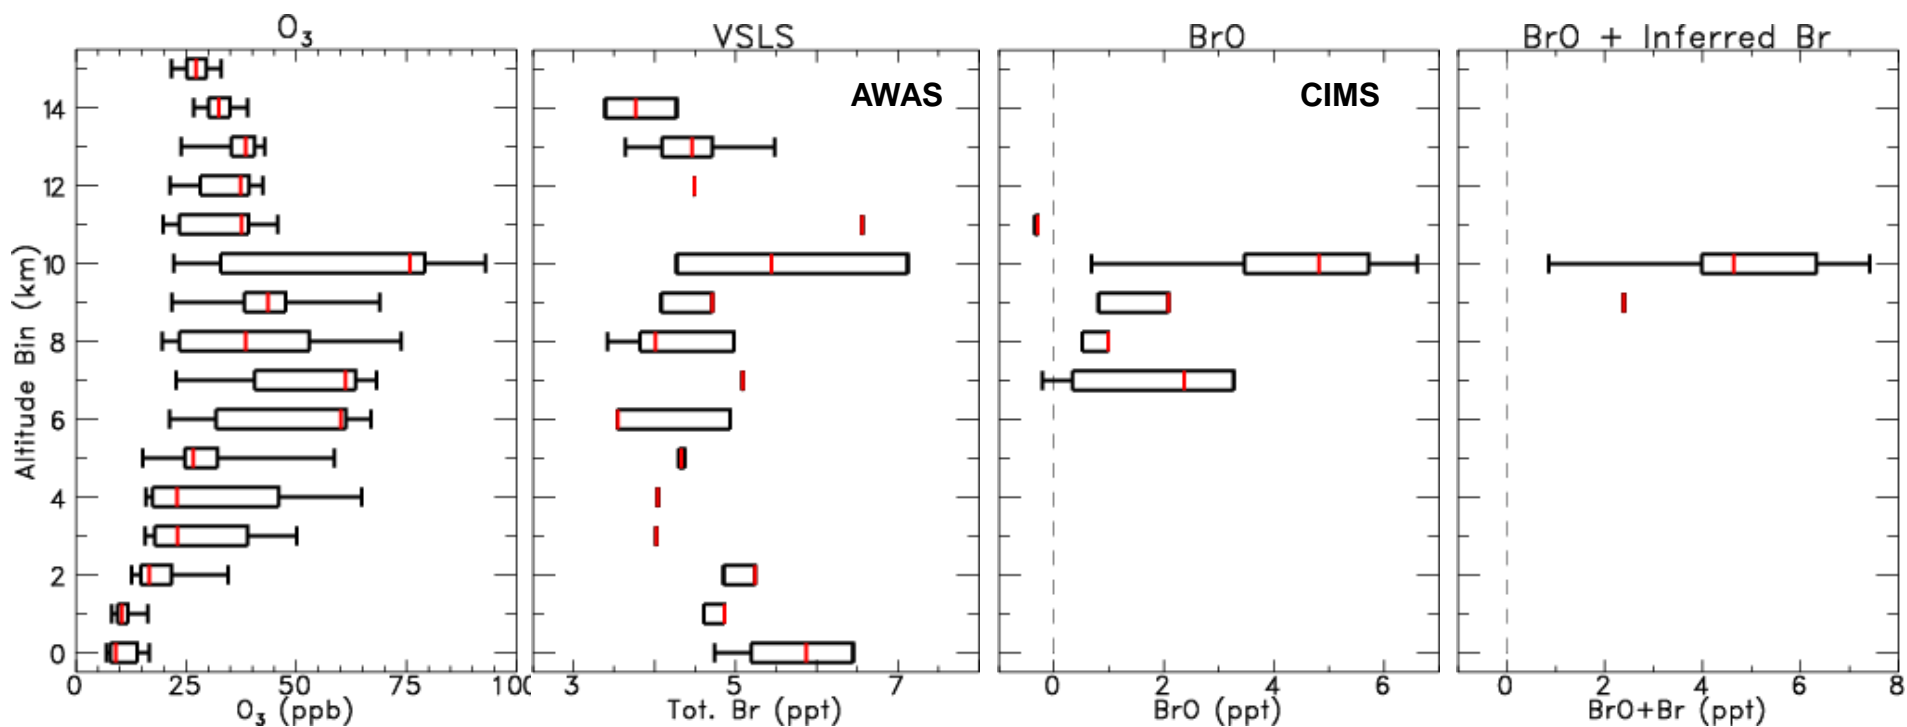 O3
VSLS
BrO
BrO + Inferred Br
AWAS
CIMS
Altitude Bin (km)
14
12
10
8
6
4
2
0
0 25 50 75 100
3 5 7
0 2 4 6
0 2 4 6 8
O3 (ppb)
Tot. Br (ppt)
BrO (ppt)
BrO+Br (ppt)